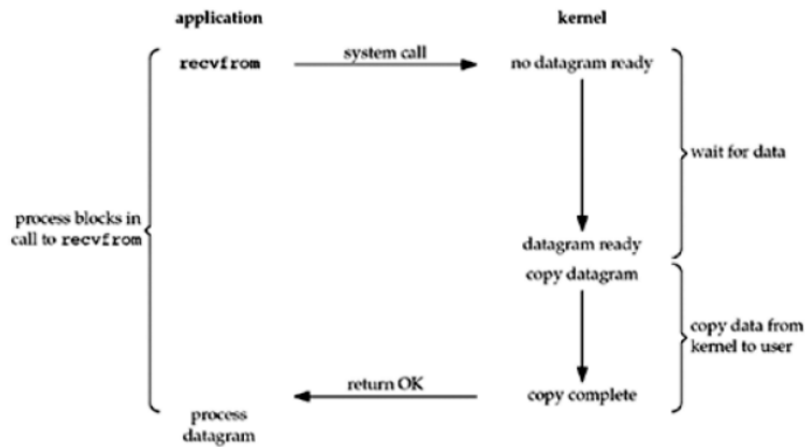 application
kernel
recvfrom
system call
no datagram ready
wait for data
process blocks in
call to recvfrom
datagram ready
copy datagram
copy data from
kernel to user
return OK
copy complete
process
datagram